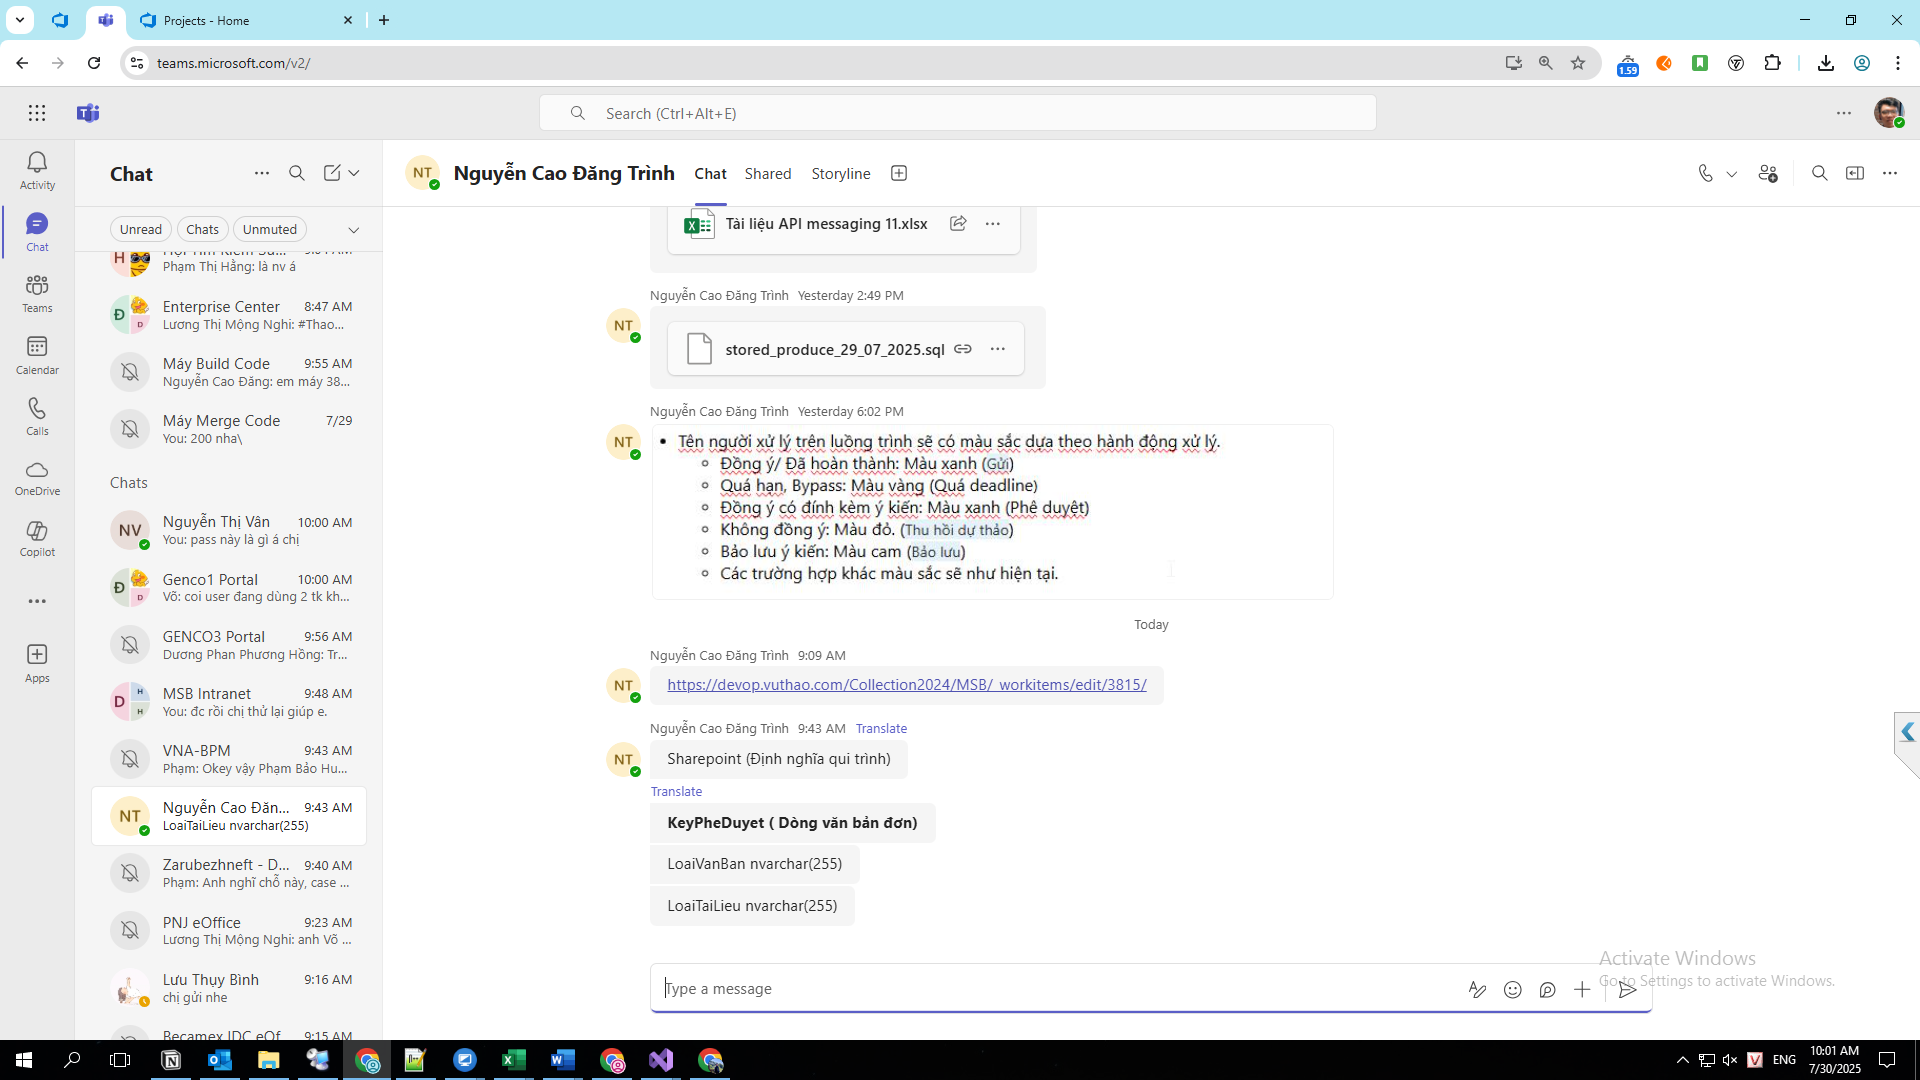 Projects - Home
teams.microsoft.com/v2/
1.59
Search (Ctrl+Alt+E)
Activity
Chat
Teams
Calendar
Calls
OneDrive
Copilot
Apps
Chat
Unread
Chats
Unmuted
Phạm Thị Hằng: là nv á
Enterprise Center 8:47 AM
Lương Thị Mộng Nghi: #Thao...
Máy Build Code 9:55 AM
Nguyễn Cao Đăng: em máy 38...
Máy Merge Code 7/29
You: 200 nha\
Chats
NV
Nguyễn Thị Vân 10:00 AM
You: pass này là gì á chị
Genco1 Portal 10:00 AM
Võ: coi user đang dùng 2 tk kh...
GENCO3 Portal 9:56 AM
Dương Phan Phương Hồng: Tr...
MSB Intranet 9:48 AM
You: đc rồi chị thử lại giúp e.
VNA-BPM 9:43 AM
Phạm: Okey vậy Phạm Bảo Hu...
NT
Nguyễn Cao Đăn... 9:43 AM
LoaiTaiLieu nvarchar(255)
Zarubezhneft - D... 9:40 AM
Phạm: Anh nghĩ chỗ này, case ...
PNJ eOffice 9:23 AM
Lương Thị Mộng Nghi: anh Võ ...
Lưu Thụy Bình 9:16 AM
chị gửi nhe
Becamex IDC eOf... 9:15 AM
NT
Nguyễn Cao Đăng Trình
Chat
Shared
Storyline
Tài liệu API messaging 11.xlsx
Nguyễn Cao Đăng Trình Yesterday 2:49 PM
NT
stored_produce_29_07_2025.sql
Nguyễn Cao Đăng Trình Yesterday 6:02 PM
NT
Tên người xử lý trên luồng trình sẽ có màu sắc dựa theo hành động xử lý.
Đồng ý/ Đã hoàn thành: Màu xanh (Gửi)
Quá hạn, Bypass: Màu vàng (Quá deadline)
Đồng ý có đính kèm ý kiến: Màu xanh (Phê duyệt)
Không đồng ý: Màu đỏ. (Thu hồi dự thảo)
Bảo lưu ý kiến: Màu cam (Bảo lưu)
Các trường hợp khác màu sắc sẽ như hiện tại.
Today
Nguyễn Cao Đăng Trình 9:09 AM
NT
https://devop.vuthao.com/Collection2024/MSB/_workitems/edit/3815/
Nguyễn Cao Đăng Trình 9:43 AM Translate
NT
Sharepoint (Định nghĩa qui trình)
Translate
KeyPheDuyet ( Dòng văn bản đơn)
LoaiVanBan nvarchar(255)
LoaiTaiLieu nvarchar(255)
Type a message
Activate Windows
Go to Settings to activate Windows.
ENG
10:01 AM
7/30/2025